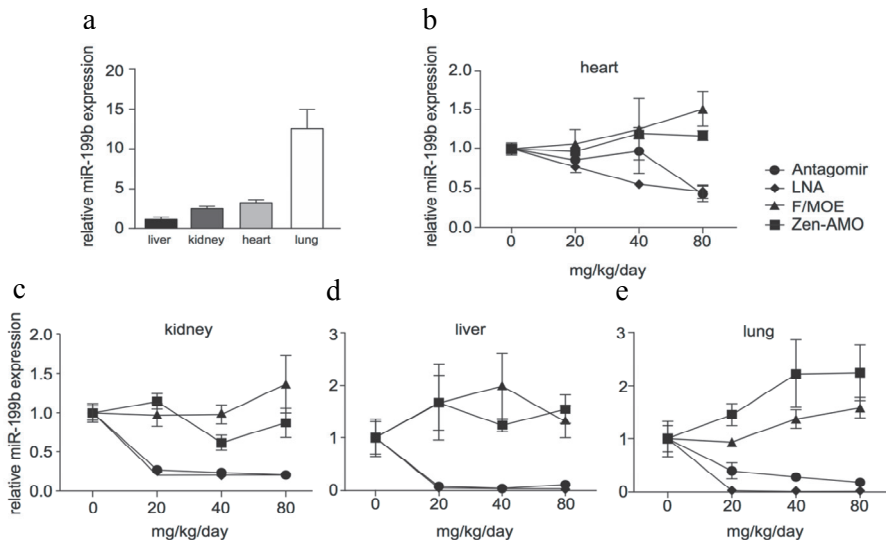 a
relative miR-199b expression
20
15
10
5
0
liver kidney heart lung
b
heart
relative miR-199b expression
2.0
1.5
1.0
0.5
0.0
0 20 40 80
mg/kg/day
Antagomir
LNA
F/MOE
Zen-AMO
c
kidney
relative miR-199b expression
2.0
1.5
1.0
0.5
0.0
0 20 40 80
mg/kg/day
d
liver
3
2
1
0
0 20 40 80
mg/kg/day
e
lung
3
2
1
0
0 20 40 80
mg/kg/day